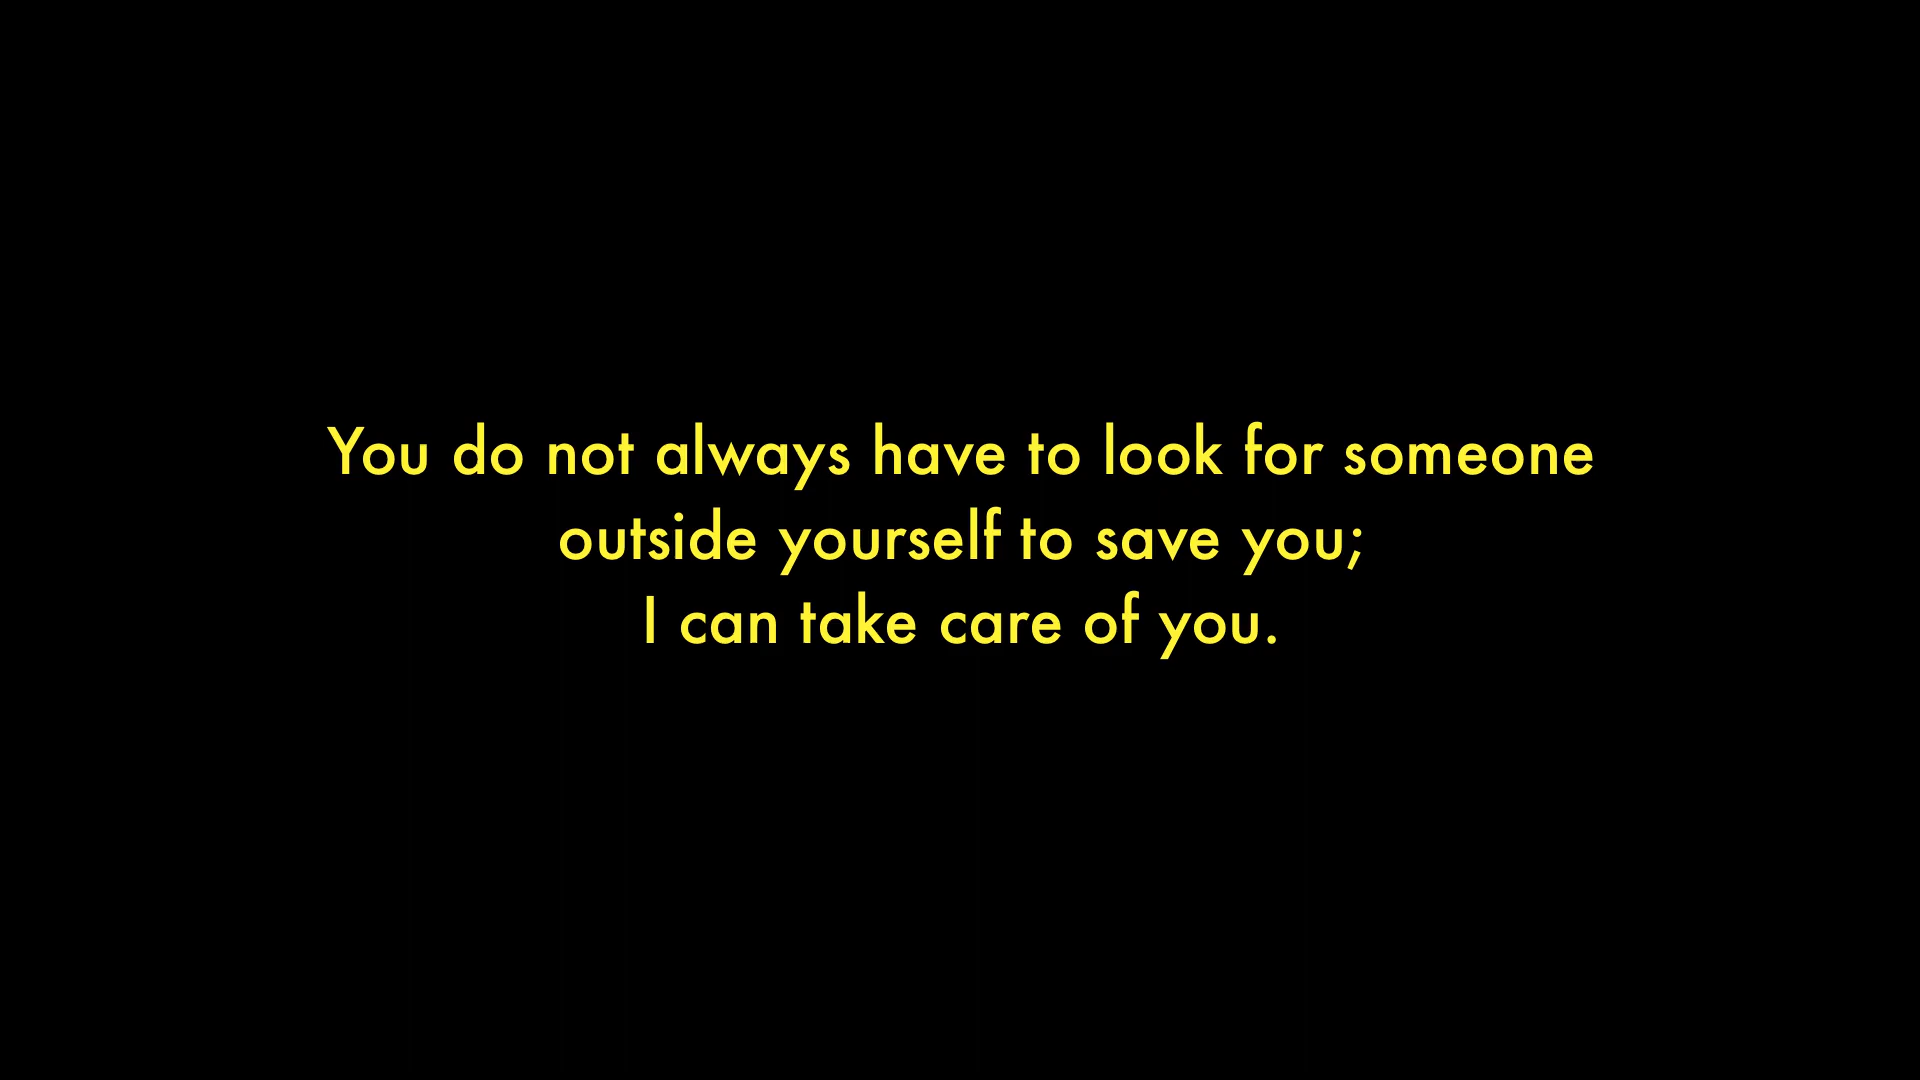 You do not always have to look for someone
outside yourself to save you;
I can take care of you.